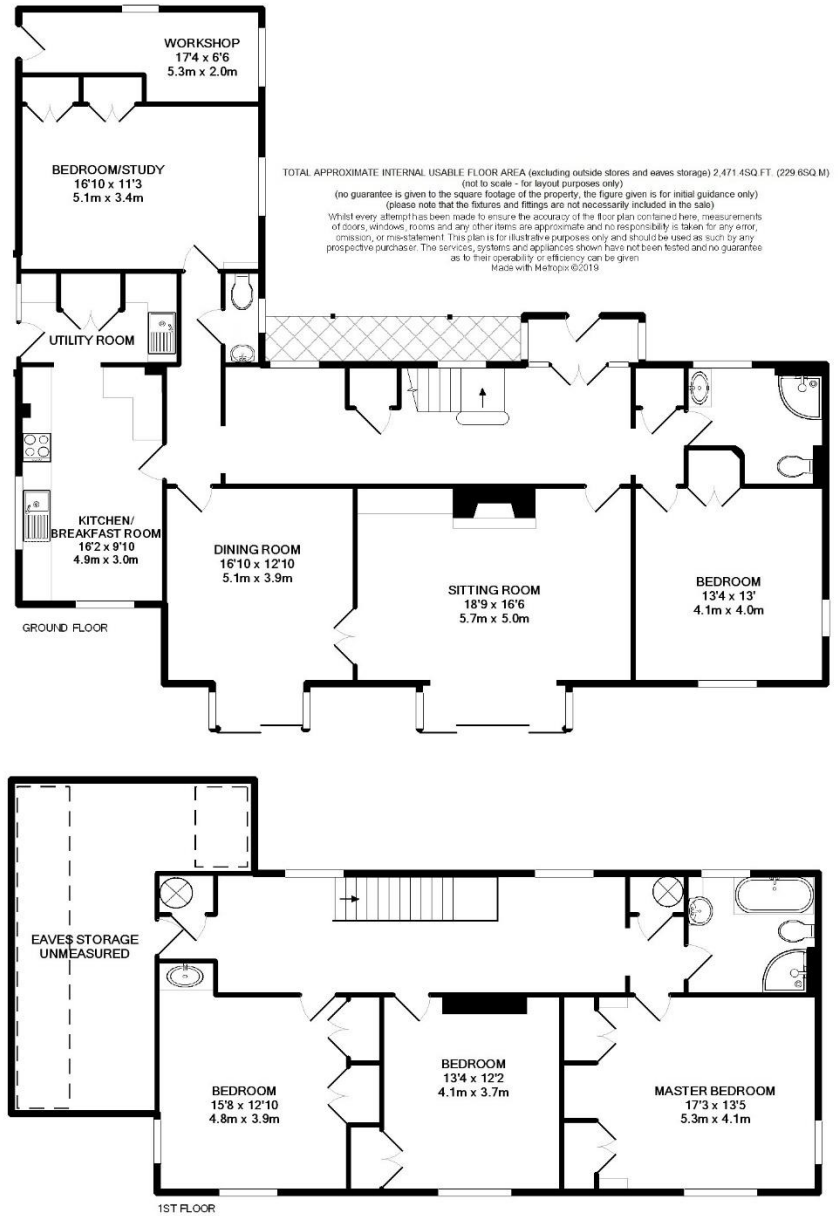 WORKSHOP
17'4 x 6'6
5.3m x 2.0m
BEDROOM/STUDY
16'10 x 11'3
5.1m x 3.4m
TOTAL APPROXIMATE INTERNAL USABLE FLOOR AREA (excluding outside stores and eaves storage) 2,471.4SQ.FT. (229.6SQ.M)
(not to scale - for layout purposes only)
(no guarantee is given to the square footage of the property, the figure given is for initial guidance only)
(please note that the fixtures and fittings are not necessarily included in the sale)
Whilst every attempt has been made to ensure the accuracy of the floor plan contained here, measurements
of doors, windows, rooms and any other items are approximate and no responsibility is taken for any error,
omission, or mis-statement. This plan is for illustrative purposes only and should be used as such by any
prospective purchaser. The services, systems and appliances shown have not been tested and no guarantee
as to their operability or efficiency can be given
Made with Metropix ©2019
UTILITY ROOM
KITCHEN/
BREAKFAST ROOM
16'2 x 9'10
4.9m x 3.0m
DINING ROOM
16'10 x 12'10
5.1m x 3.9m
SITTING ROOM
18'9 x 16'6
5.7m x 5.0m
BEDROOM
13'4 x 13'
4.1m x 4.0m
GROUND FLOOR
EAVES STORAGE
UNMEASURED
BEDROOM
15'8 x 12'10
4.8m x 3.9m
BEDROOM
13'4 x 12'2
4.1m x 3.7m
MASTER BEDROOM
17'3 x 13'5
5.3m x 4.1m
1ST FLOOR